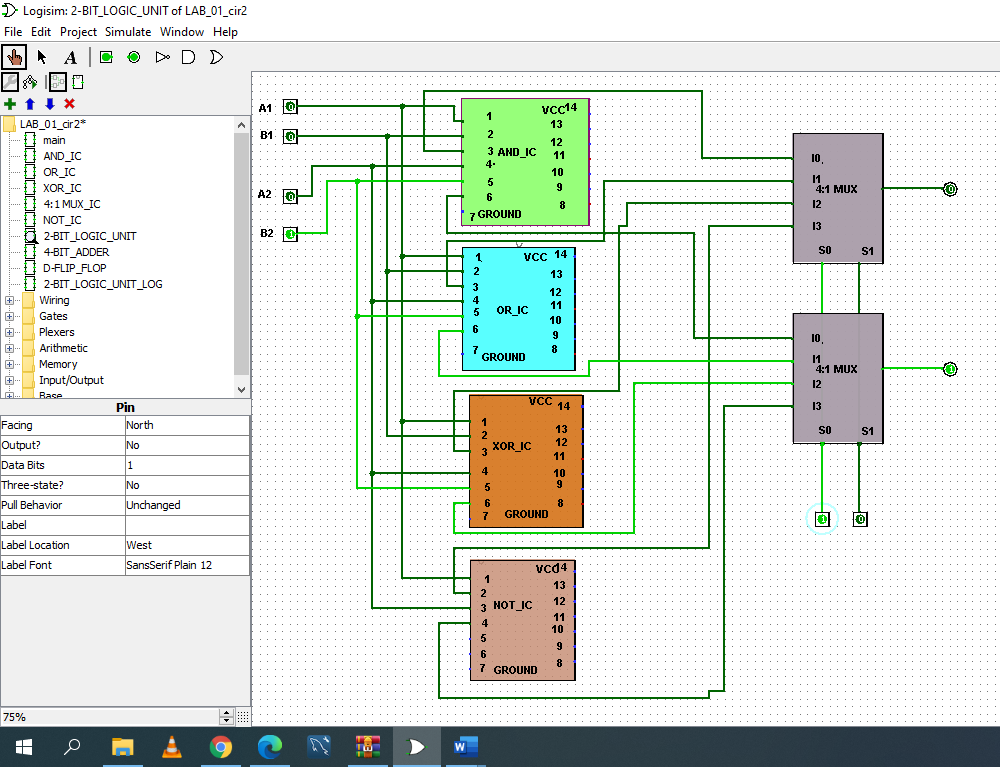 Logisim: 2-BIT_LOGIC_UNIT of LAB_01_cir2
File Edit Project Simulate Window Help
A
LAB_01_cir2*
main
AND_IC
OR_IC
XOR_IC
4:1 MUX_IC
NOT_IC
2-BIT_LOGIC_UNIT
4-BIT_ADDER
D-FLIP_FLOP
2-BIT_LOGIC_UNIT_LOG
Wiring
Gates
Plexers
Arithmetic
Memory
Input/Output
Base
Pin
Facing North
Output? No
Data Bits 1
Three-state? No
Pull Behavior Unchanged
Label
Label Location West
Label Font SansSerif Plain 12
75%
A1 0
B1 0
A2 0
B2 1
VCC 14
1
13
2
12
3 AND_IC
11
4
10
5
9
6
8
7 GROUND
VCC 14
1
2
13
3
12
4
11
5 OR_IC
10
6
9
7 GROUND
8
VCC 14
1
13
2
12
XOR_IC
3
11
4
10
5
9
6
8
7 GROUND
VCC 14
1
13
2
12
3 NOT_IC
11
4
10
5
9
6
8
7 GROUND
I0,
I1
4:1 MUX
I2
I3
S0 S1
0
I0,
I1
4:1 MUX
I2
I3
S0 S1
1
1 0
W